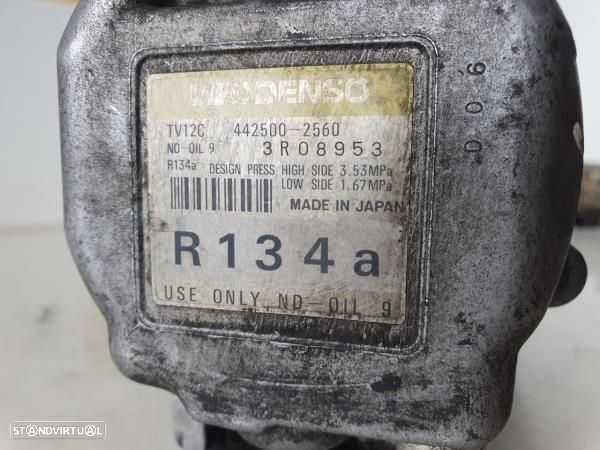 DENSO
TV12C 442500-2560
ND-OIL 9 3R08953
R134a DESIGN PRESS HIGH SIDE 3.53MPa
LOW SIDE 1.67MPa
MADE IN JAPAN
R134a
USE ONLY ND-OIL 9
D06
STANDVIRTUAL